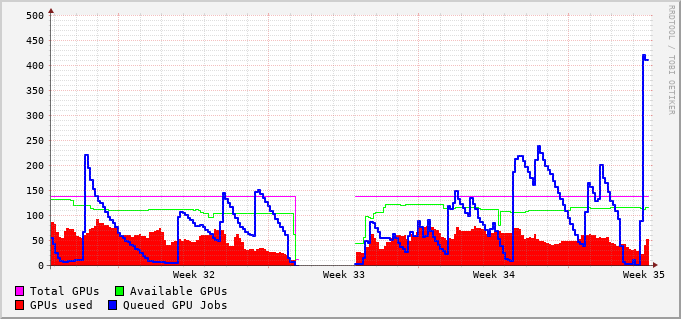 500
450
400
350
300
250
200
150
100
50
0
Week 32 Week 33 Week 34 Week 35
Total GPUs Available GPUs
GPUs used Queued GPU Jobs
RRDTOOL / TOBI OETIKER